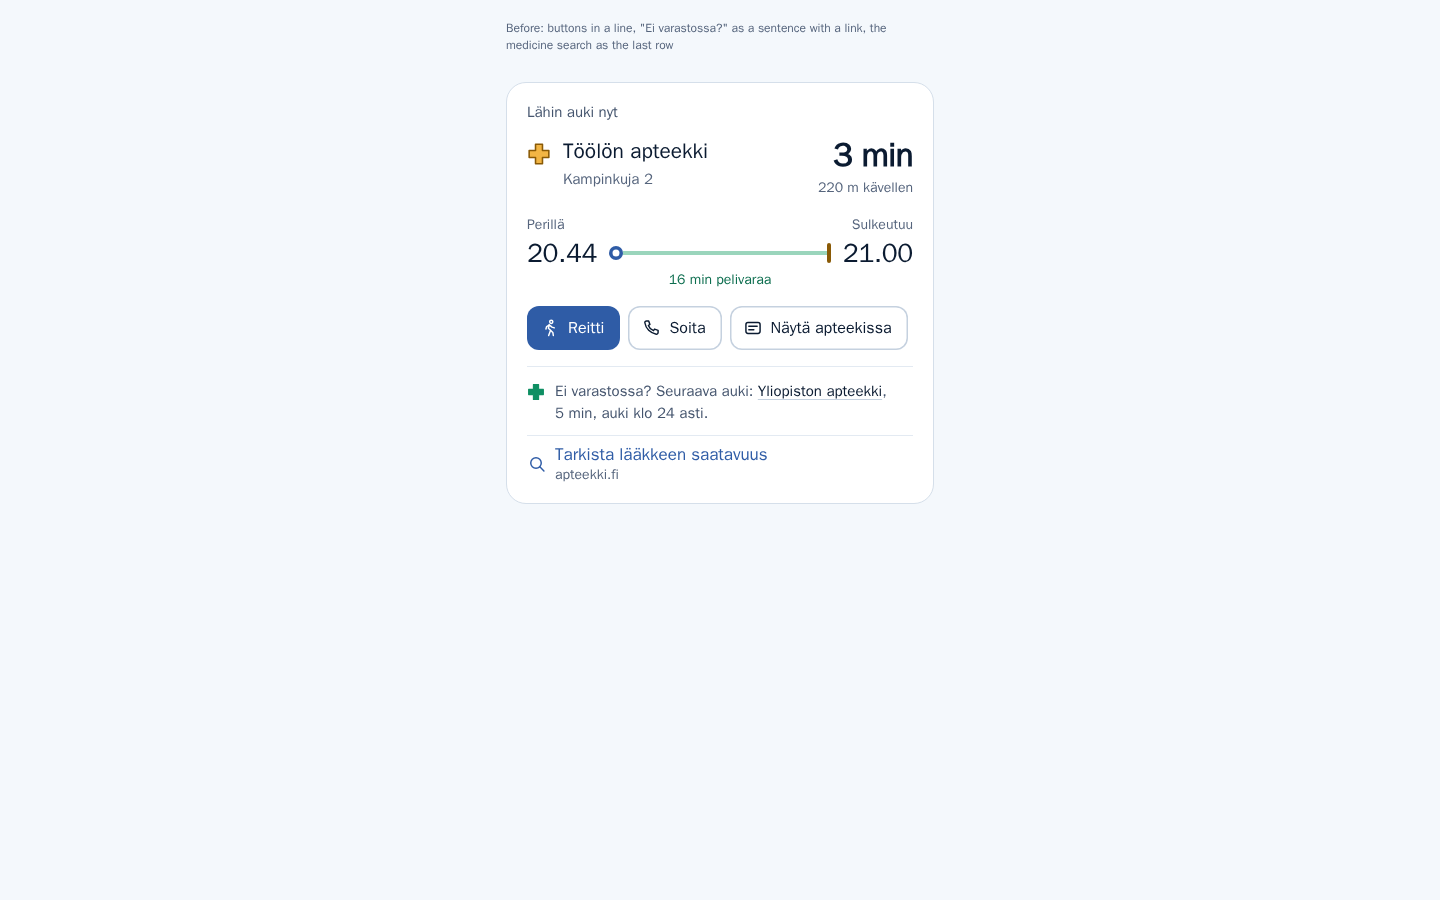 Before: buttons in a line, "Ei varastossa?" as a sentence with a link, the
medicine search as the last row
Lähin auki nyt
Töölön apteekki
3 min
Kampinkuja 2
220 m kävellen
Perillä
Sulkeutuu
20.44
21.00
16 min pelivaraa
Reitti
Soita
Näytä apteekissa
Ei varastossa? Seuraava auki: Yliopiston apteekki,
5 min, auki klo 24 asti.
Tarkista lääkkeen saatavuus
apteekki.fi